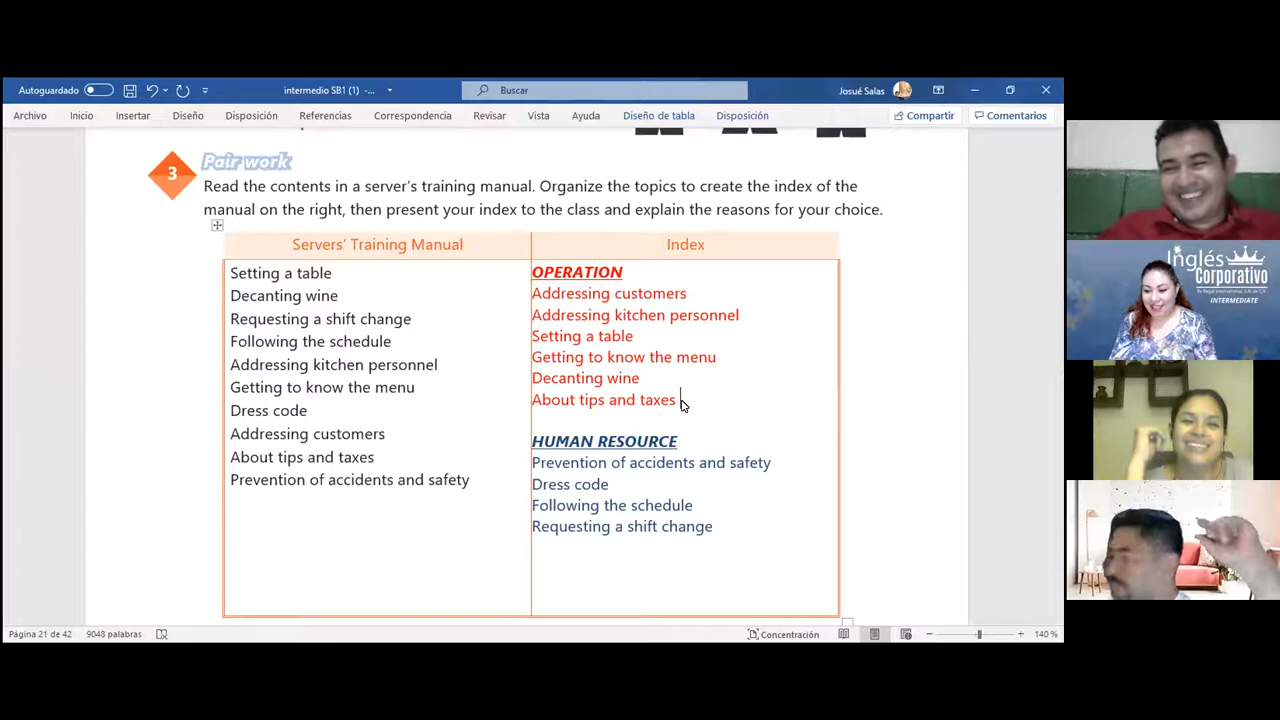 Autoguardado
intermedio SB1 (1) -...
Buscar
Josué Salas
Archivo Inicio Insertar Diseño Disposición Referencias Correspondencia Revisar Vista Ayuda Diseño de tabla Disposición Compartir Comentarios
3
Pair work
Read the contents in a server's training manual. Organize the topics to create the index of the
manual on the right, then present your index to the class and explain the reasons for your choice.
Servers' Training Manual
Setting a table
Decanting wine
Requesting a shift change
Following the schedule
Addressing kitchen personnel
Getting to know the menu
Dress code
Addressing customers
About tips and taxes
Prevention of accidents and safety
Index
OPERATION
Addressing customers
Addressing kitchen personnel
Setting a table
Getting to know the menu
Decanting wine
About tips and taxes
HUMAN RESOURCE
Prevention of accidents and safety
Dress code
Following the schedule
Requesting a shift change
Página 21 de 42 9048 palabras
Concentración
140 %
Inglés
Corporativo
INTERMEDIATE